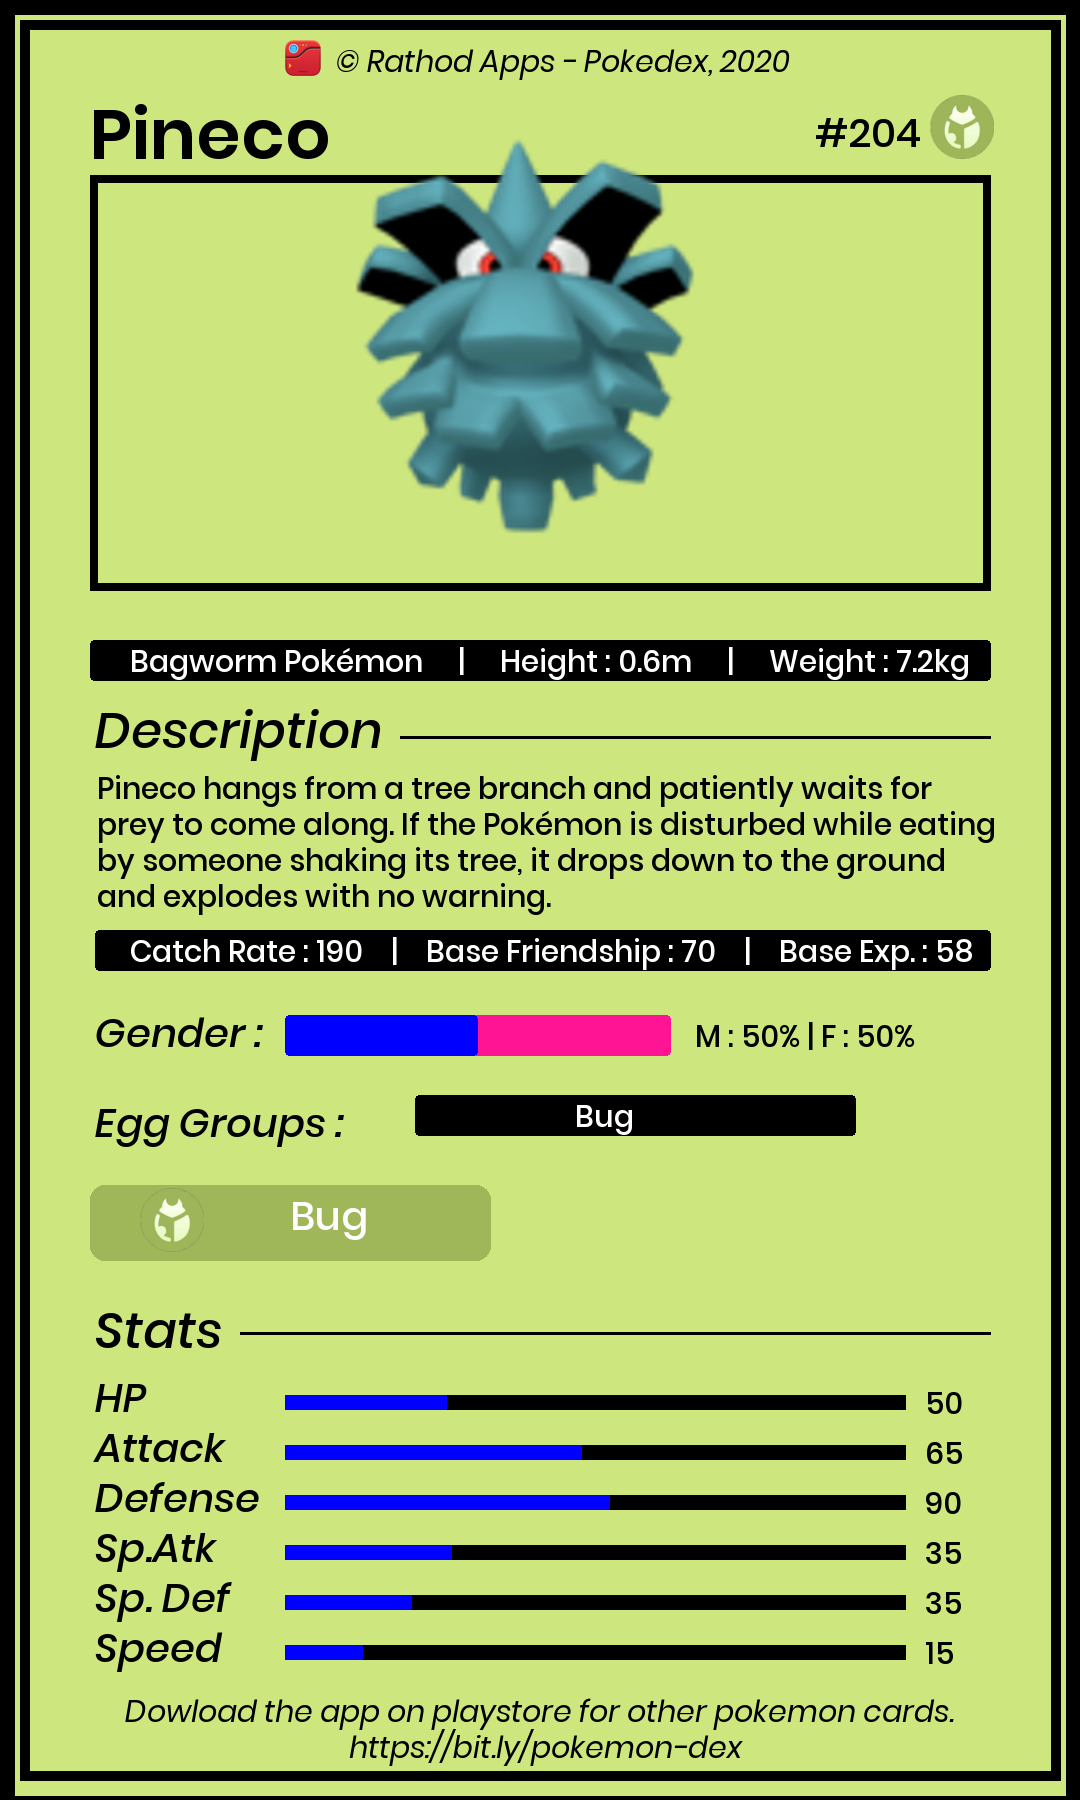 © Rathod Apps - Pokedex, 2020
Pineco
#204
Bagworm Pokémon | Height : 0.6m | Weight : 7.2kg
Description
Pineco hangs from a tree branch and patiently waits for
prey to come along. If the Pokémon is disturbed while eating
by someone shaking its tree, it drops down to the ground
and explodes with no warning.
Catch Rate : 190 | Base Friendship : 70 | Base Exp. : 58
Gender : M : 50% | F : 50%
Egg Groups : Bug
Bug
Stats
HP 50
Attack 65
Defense 90
Sp.Atk 35
Sp. Def 35
Speed 15
Dowload the app on playstore for other pokemon cards.
https://bit.ly/pokemon-dex